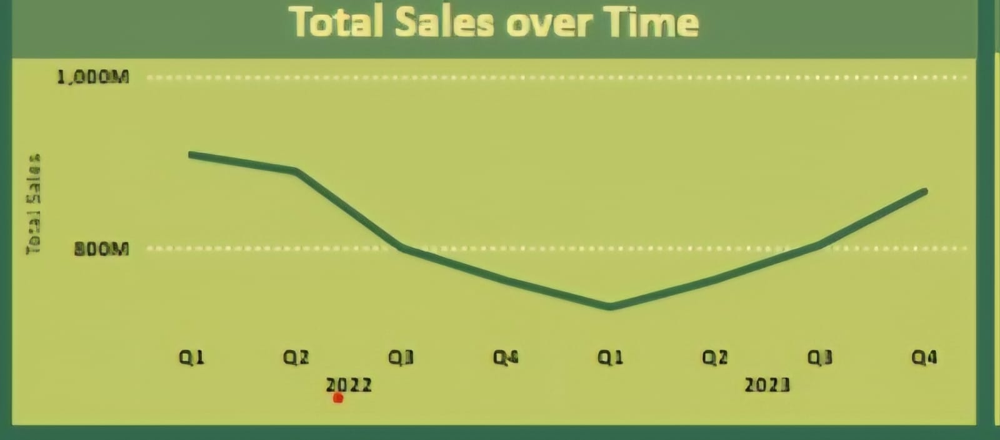 Total Sales over Time
1,000M
Total Sales
800M
Q1 Q2 Q3 Q4 Q1 Q2 Q3 Q4
2022 2023